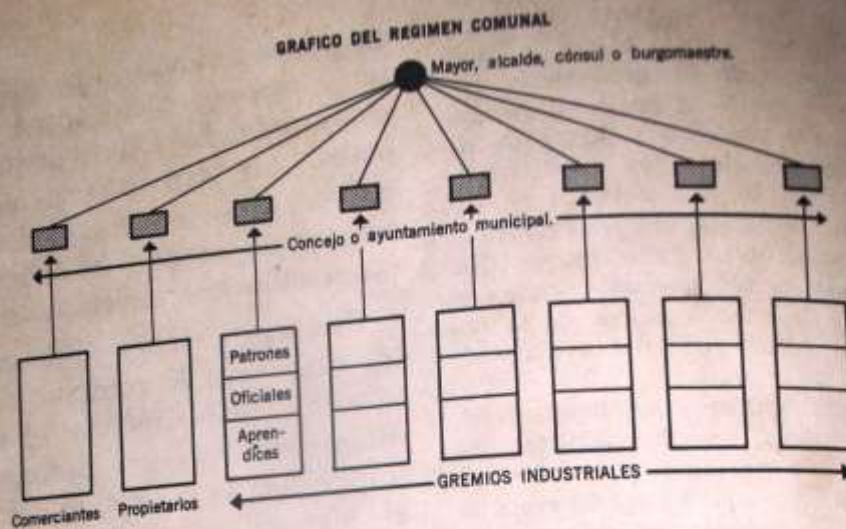 GRAFICO DEL REGIMEN COMUNAL
Mayor, alcalde, cónsul o burgomaestre.
Concejo o ayuntamiento municipal.
Patrones
Oficiales
Apren-
dices
GREMIOS INDUSTRIALES
Comerciantes
Propietarios